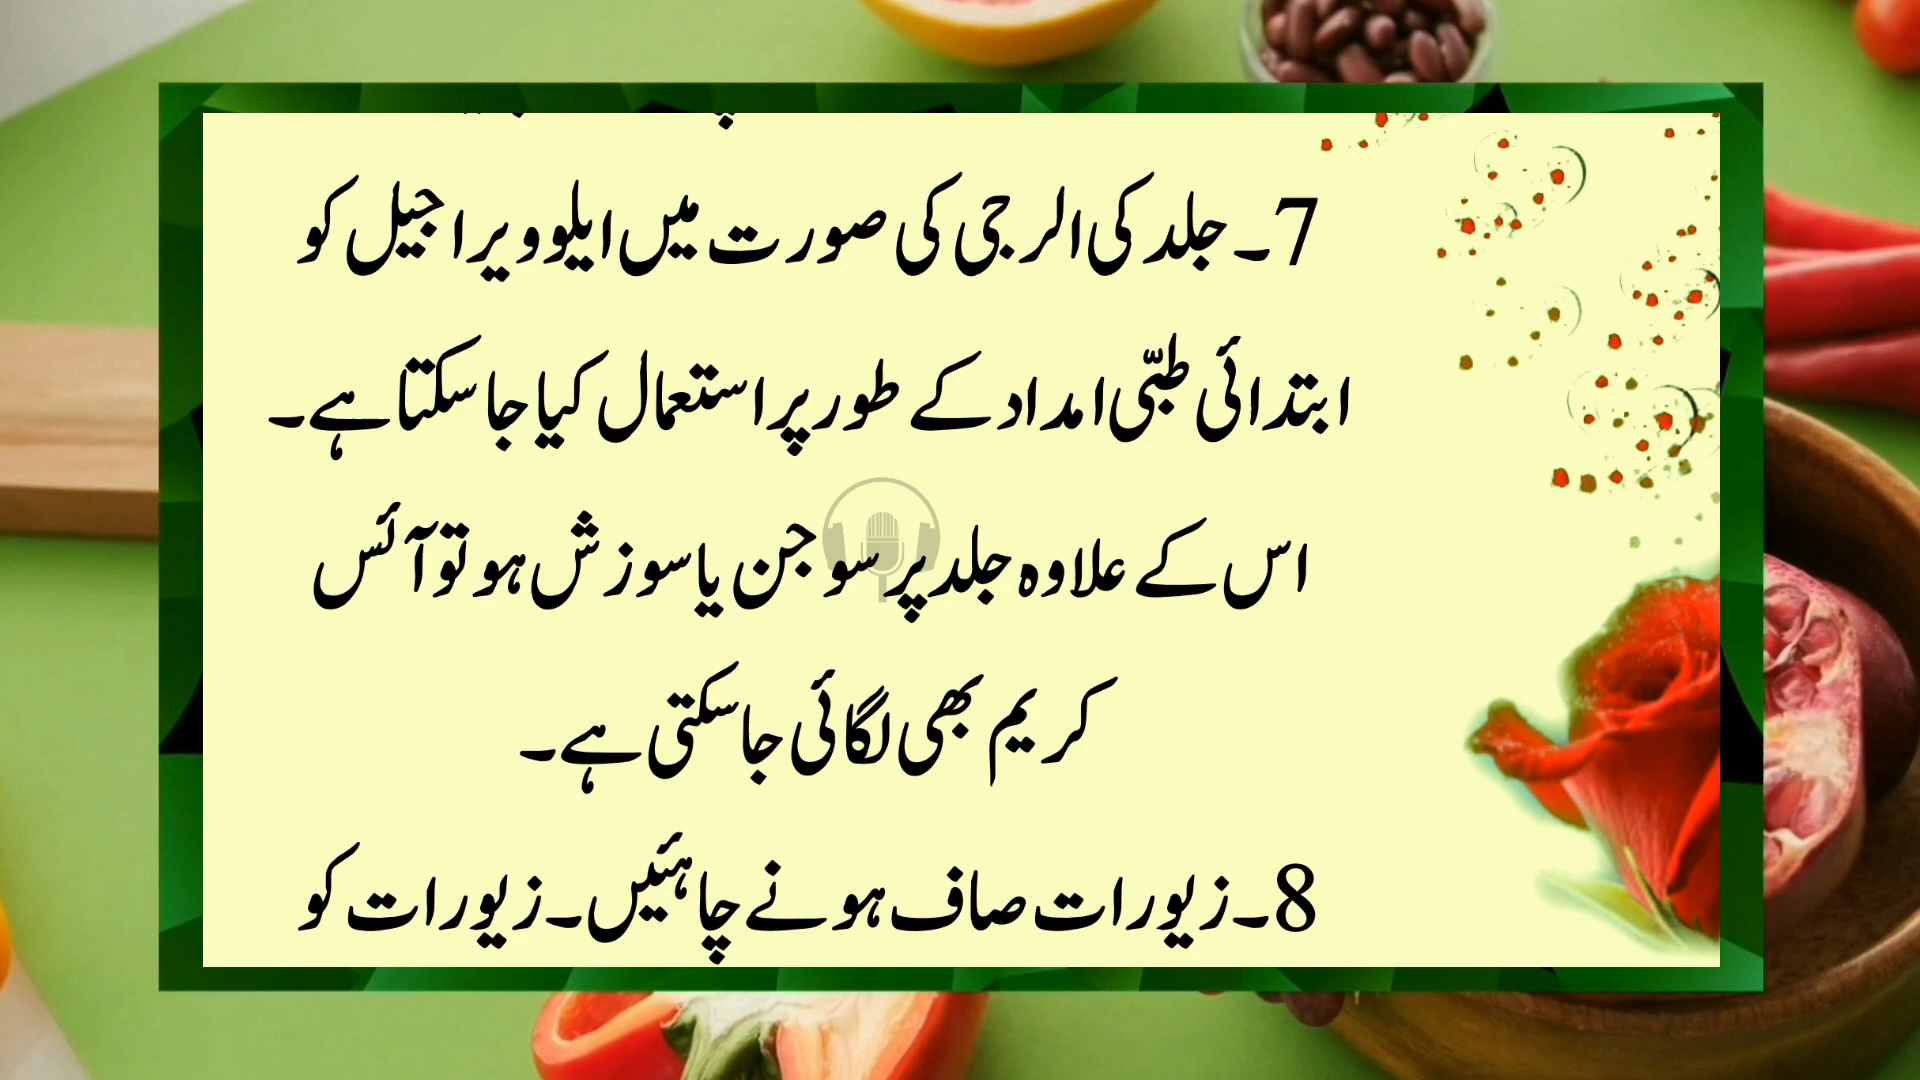 7۔جلد کی الرجی کی صورت میں ایلوویرا جیل کو
ابتدائی طبّی امداد کے طور پر استعمال کیا جا سکتا ہے۔
اس کے علاوہ جلد پر سوجن یا سوزش ہو تو آئس
کریم بھی لگائی جا سکتی ہے۔
8۔زیورات صاف ہونے چاہئیں۔زیورات کو